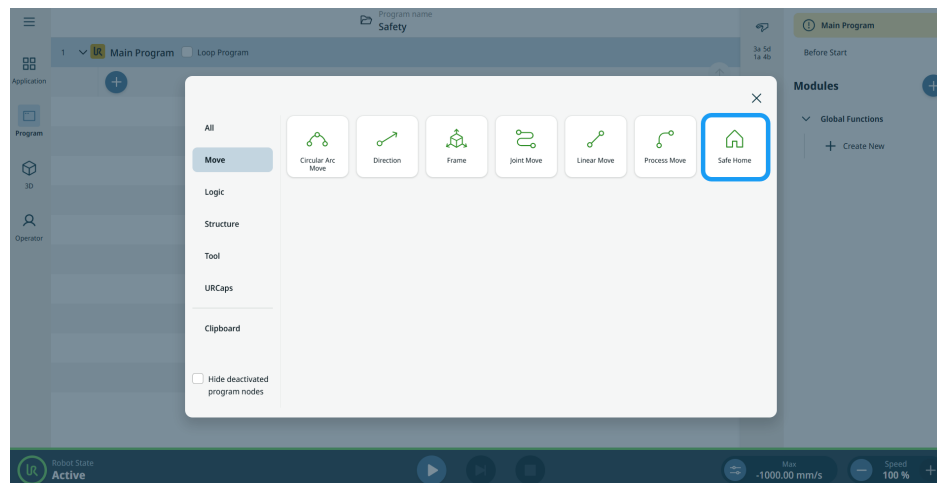 Program name
Safety
1
UR
Main Program
Loop Program
3a 5d
1a 4b
Main Program
Before Start
Modules
Global Functions
Create New
Application
Program
3D
Operator
All
Move
Logic
Structure
Tool
URCaps
Clipboard
Hide deactivated
program nodes
Circular Arc
Move
Direction
Frame
Joint Move
Linear Move
Process Move
Safe Home
UR
Robot State
Active
Max
-1000.00 mm/s
Speed
100 %